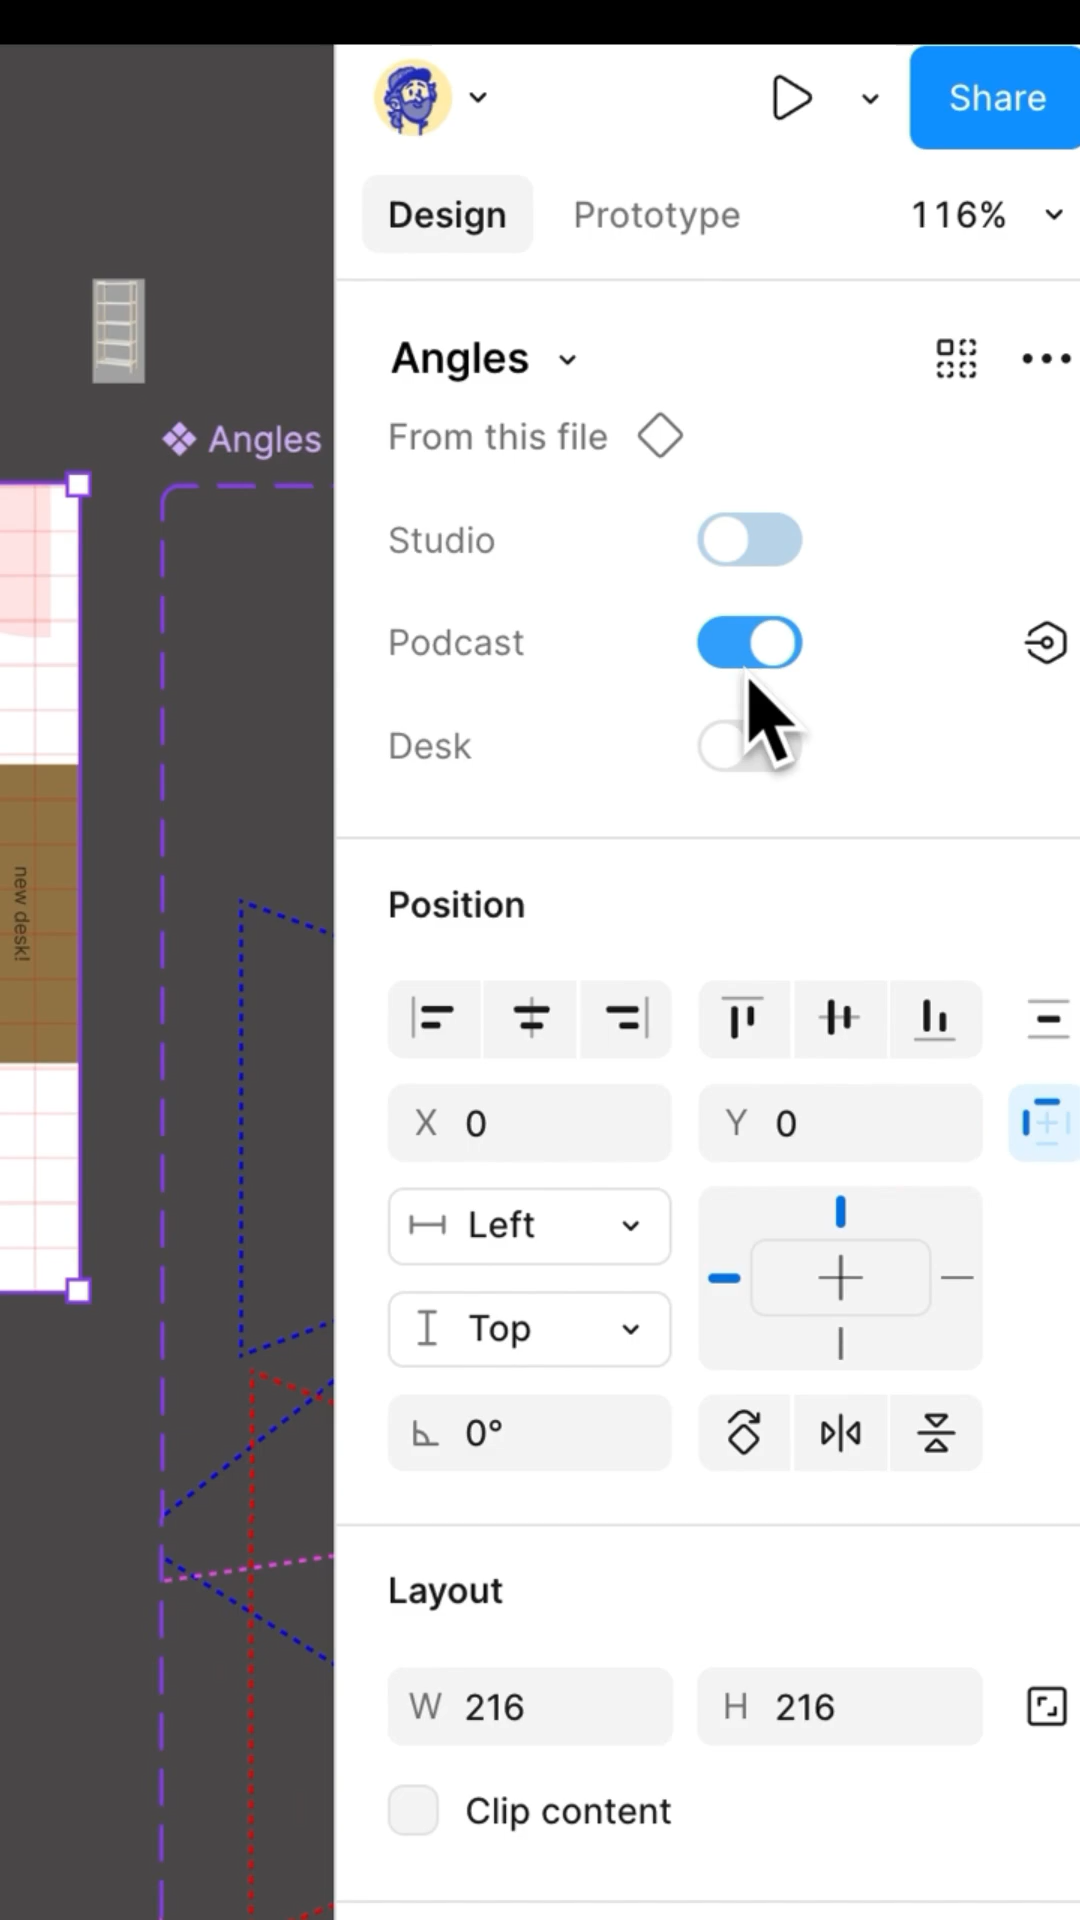 Share
Design
Prototype
116%
Angles
From this file
Angles
Studio
Podcast
Desk
new desk!
Position
X 0
Y 0
Left
Top
0°
Layout
W 216
H 216
Clip content